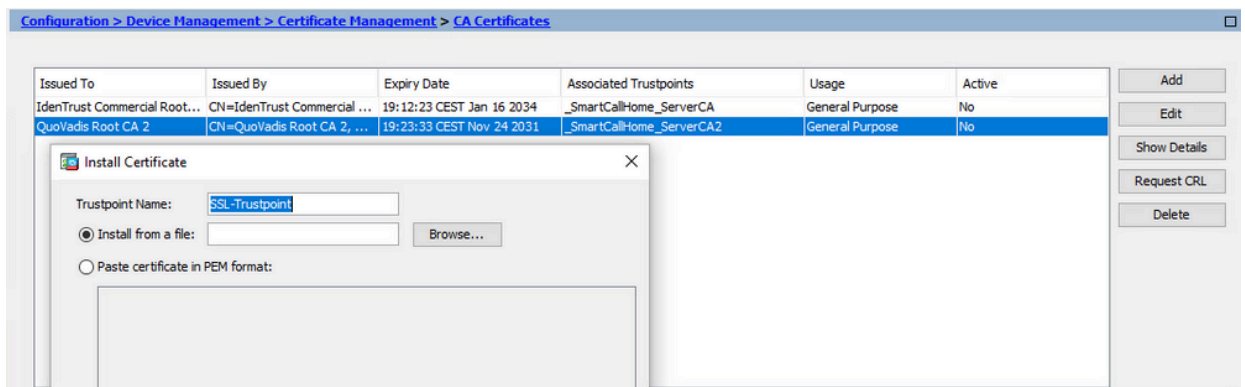 Configuration > Device Management > Certificate Management > CA Certificates
Issued To Issued By Expiry Date Associated Trustpoints Usage Active
IdenTrust Commercial Root... CN=IdenTrust Commercial ... 19:12:23 CEST Jan 16 2034 _SmartCallHome_ServerCA General Purpose No
QuoVadis Root CA 2 CN=QuoVadis Root CA 2, ... 19:23:33 CEST Nov 24 2031 _SmartCallHome_ServerCA2 General Purpose No
Add
Edit
Show Details
Request CRL
Delete
Install Certificate
Trustpoint Name: SSL-Trustpoint
Install from a file: Browse...
Paste certificate in PEM format: